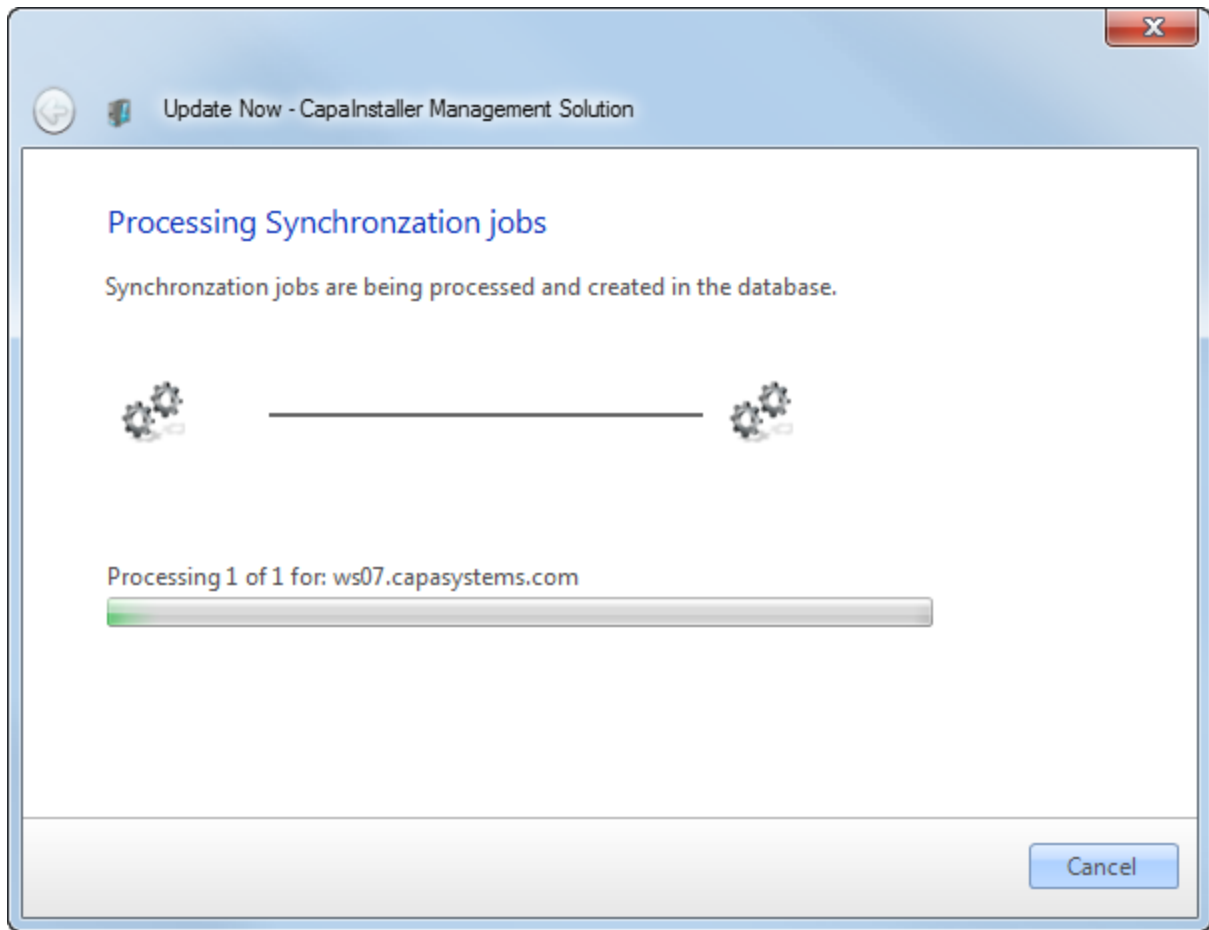 Update Now - CapaInstaller Management Solution
Processing Synchronzation jobs
Synchronzation jobs are being processed and created in the database.
Processing 1 of 1 for: ws07.capasystems.com
Cancel